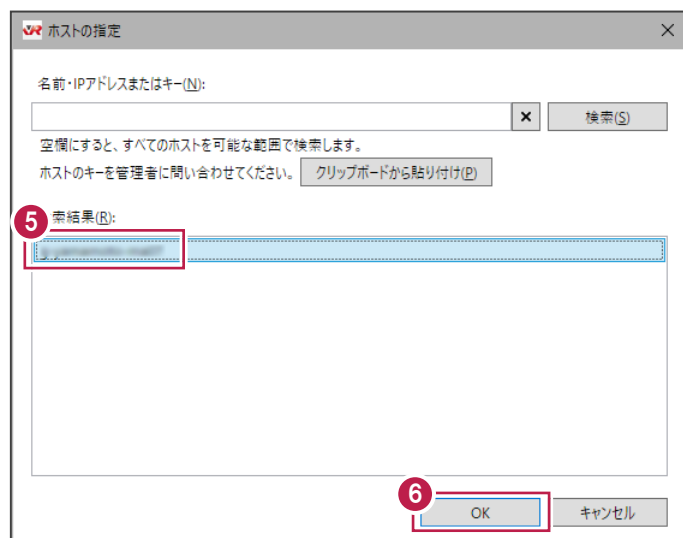 ホストの指定
名前・IPアドレスまたはキー(N):
検索(S)
空欄にすると、すべてのホストを可能な範囲で検索します。
ホストのキーを管理者に問い合わせてください。 クリップボードから貼り付け(P)
5 索結果(R):
6
OK キャンセル